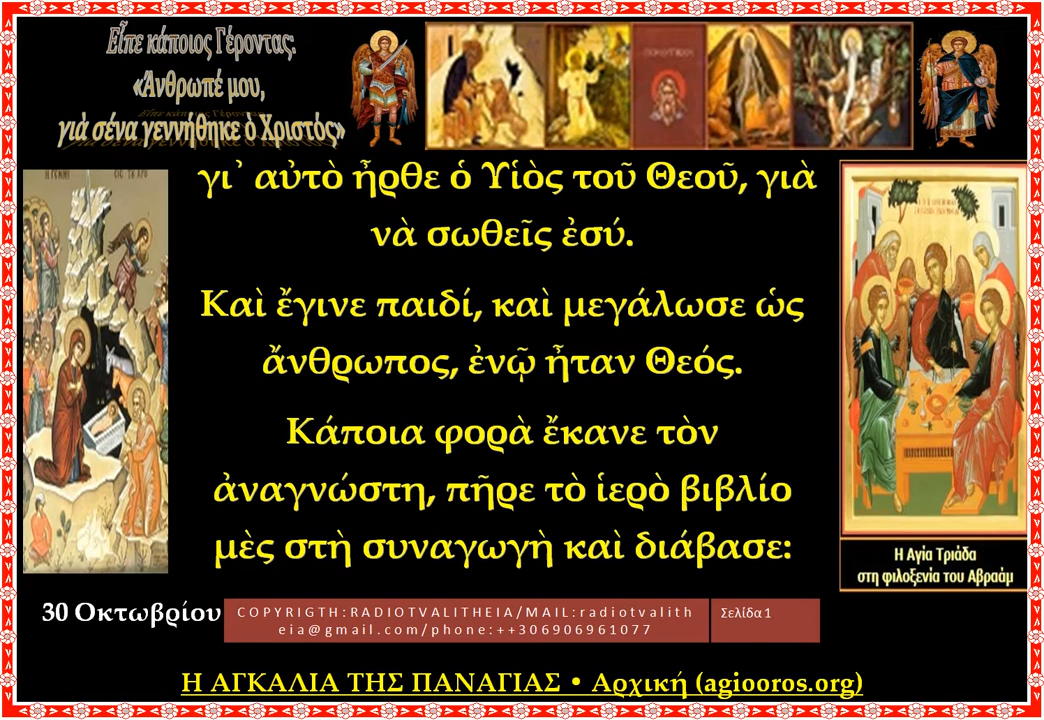 Εἶπε κάποιος Γέροντας:
«Ἄνθρωπέ μου,
γιὰ σένα γεννήθηκε ὁ Χριστός»
γι᾿ αὐτὸ ἦρθε ὁ Υἱὸς τοῦ Θεοῦ, γιὰ
νὰ σωθεῖς ἐσύ.
Καὶ ἔγινε παιδί, καὶ μεγάλωσε ὡς
ἄνθρωπος, ἐνῷ ἦταν Θεός.
Κάποια φορὰ ἔκανε τὸν
ἀναγνώστη, πῆρε τὸ ἱερὸ βιβλίο
μὲς στὴ συναγωγὴ καὶ διάβασε:
Η Αγία Τριάδα
στη φιλοξενία του Αβραάμ
30 Οκτωβρίου
COPYRIGTH:RADIOTVALITHEIA/MAIL:radiotvalith
eia@gmail.com/phone:++306906961077
Σελίδα 1
Η ΑΓΚΑΛΙΑ ΤΗΣ ΠΑΝΑΓΙΑΣ • Αρχική (agiooros.org)